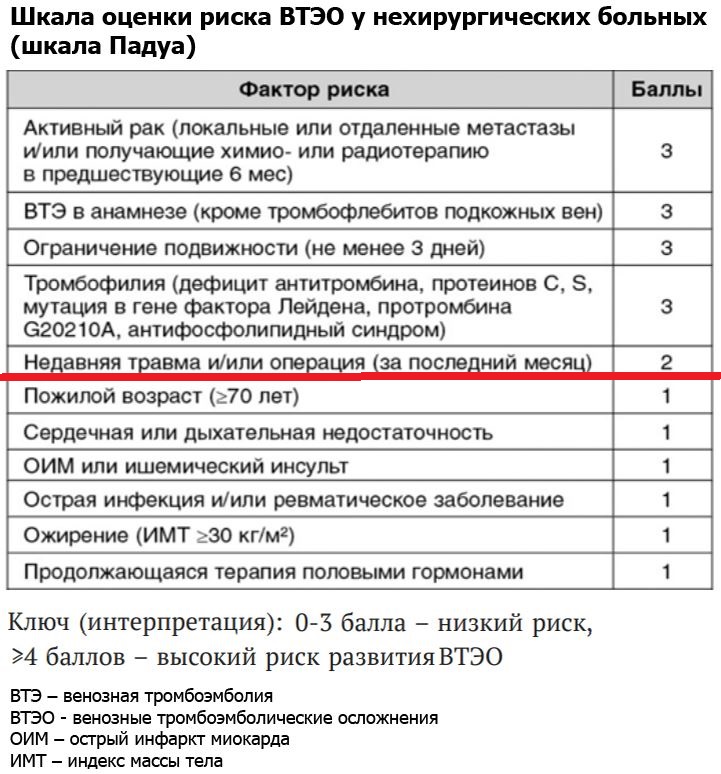 Шкала оценки риска ВТЭО у нехирургических больных
(шкала Падуа)
Фактор риска Баллы
Активный рак (локальные или отдаленные метастазы
и/или получающие химио- или радиотерапию
в предшествующие 6 мес) 3
ВТЭ в анамнезе (кроме тромбофлебитов подкожных вен) 3
Ограничение подвижности (не менее 3 дней) 3
Тромбофилия (дефицит антитромбина, протеинов С, S,
мутация в гене фактора Лейдена, протромбина
G20210A, антифосфолипидный синдром) 3
Недавняя травма и/или операция (за последний месяц) 2
Пожилой возраст (≥70 лет) 1
Сердечная или дыхательная недостаточность 1
ОИМ или ишемический инсульт 1
Острая инфекция и/или ревматическое заболевание 1
Ожирение (ИМТ ≥30 кг/м²) 1
Продолжающаяся терапия половыми гормонами 1
Ключ (интерпретация): 0-3 балла – низкий риск,
⩾4 баллов – высокий риск развития ВТЭО
ВТЭ – венозная тромбоэмболия
ВТЭО - венозные тромбоэмболические осложнения
ОИМ – острый инфаркт миокарда
ИМТ – индекс массы тела